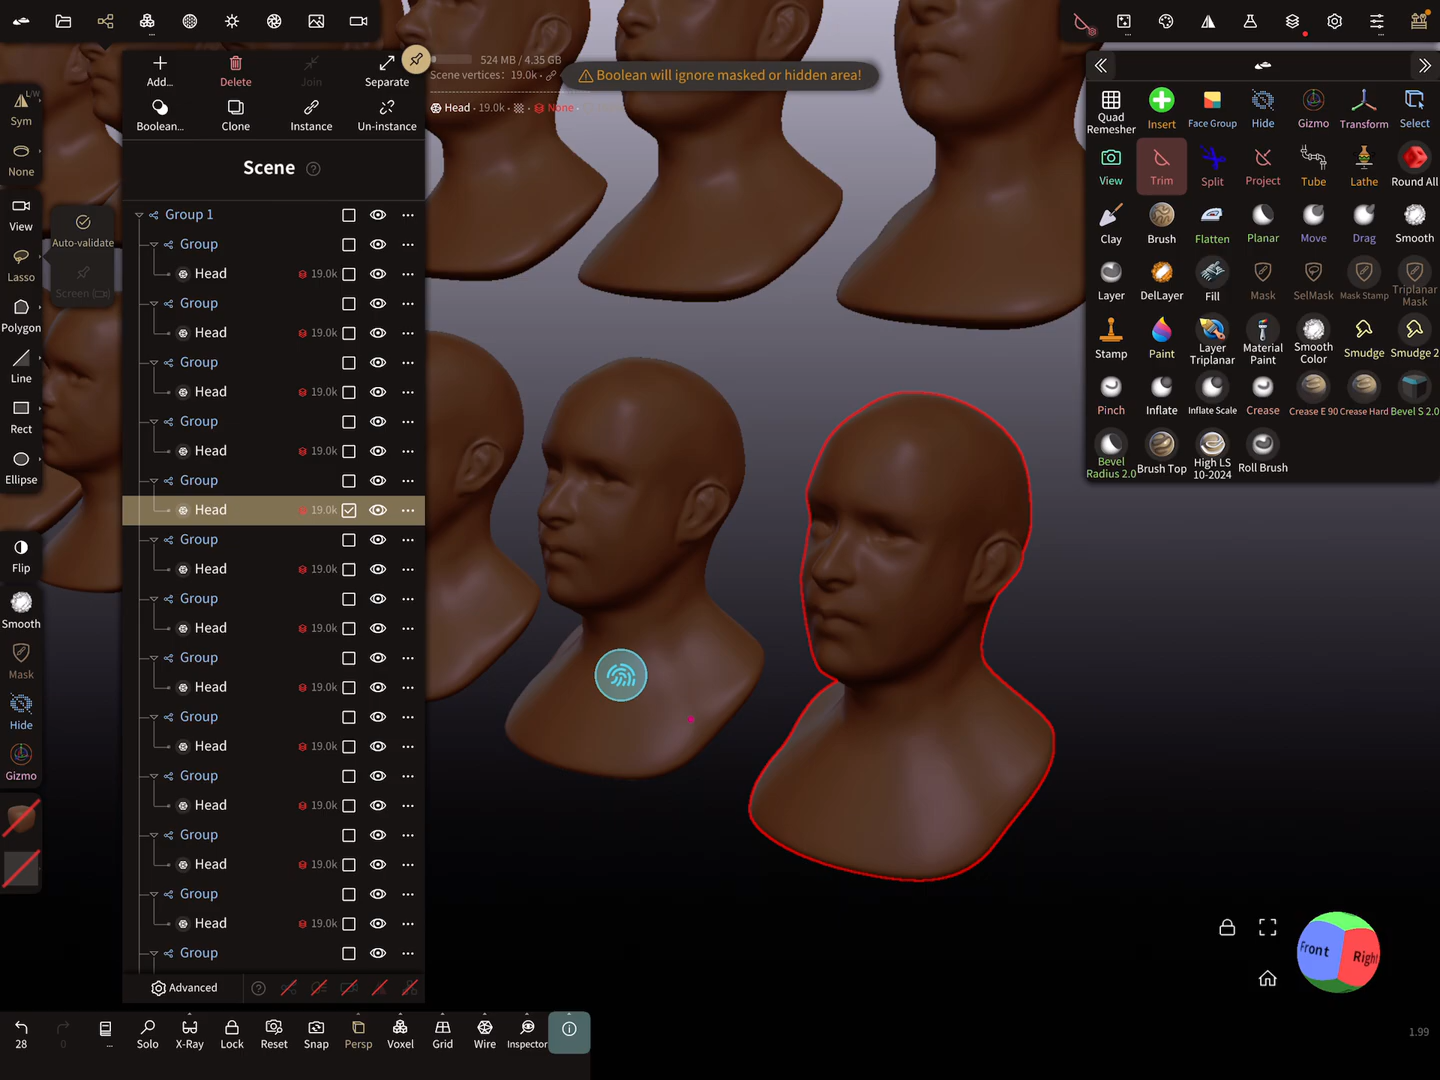 524 MB / 4.35 GB
Scene vertices: 19.0k
Boolean will ignore masked or hidden area!
Head · 19.0k · None ·
Add...
Delete
Join
Separate
Boolean...
Clone
Instance
Un-instance
Scene
Group 1
Group
Head 19.0k
Group
Head 19.0k
Group
Head 19.0k
Group
Head 19.0k
Group
Head 19.0k
Group
Head 19.0k
Group
Head 19.0k
Group
Head 19.0k
Group
Head 19.0k
Group
Head 19.0k
Group
Head 19.0k
Group
Head 19.0k
Group
Advanced
L/W
Sym
None
View
Auto-validate
Lasso
Screen
Polygon
Line
Rect
Ellipse
Flip
Smooth
Mask
Hide
Gizmo
Quad Remesher
Insert
Face Group
Hide
Gizmo
Transform
Select
View
Trim
Split
Project
Tube
Lathe
Round All
Clay
Brush
Flatten
Planar
Move
Drag
Smooth
Layer
DelLayer
Fill
Mask
SelMask
Mask Stamp
Triplanar Mask
Stamp
Paint
Layer Triplanar
Material Paint
Smooth Color
Smudge
Smudge 2
Pinch
Inflate
Inflate Scale
Crease
Crease E 90
Crease Hard
Bevel S 2.0
Bevel Radius 2.0
Brush Top
High LS 10-2024
Roll Brush
Front
Right
28
0
...
Solo
X-Ray
Lock
Reset
Snap
Persp
Voxel
Grid
Wire
Inspector
1.99